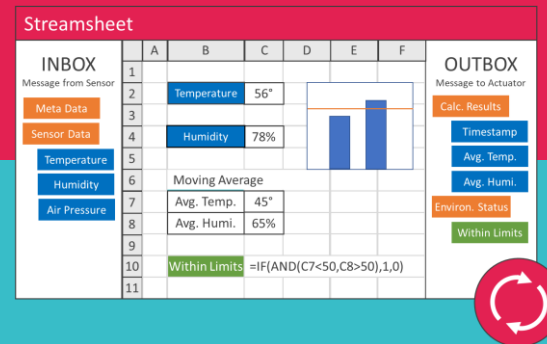 Streamsheet
INBOX
Message from Sensor
Meta Data
Sensor Data
Temperature
Humidity
Air Pressure
A B C D E F
1
2 Temperature 56°
3
4 Humidity 78%
5
6 Moving Average
7 Avg. Temp. 45°
8 Avg. Humi. 65%
9
10 Within Limits =IF(AND(C7<50,C8>50),1,0)
11
OUTBOX
Message to Actuator
Calc. Results
Timestamp
Avg. Temp.
Avg. Humi.
Environ. Status
Within Limits